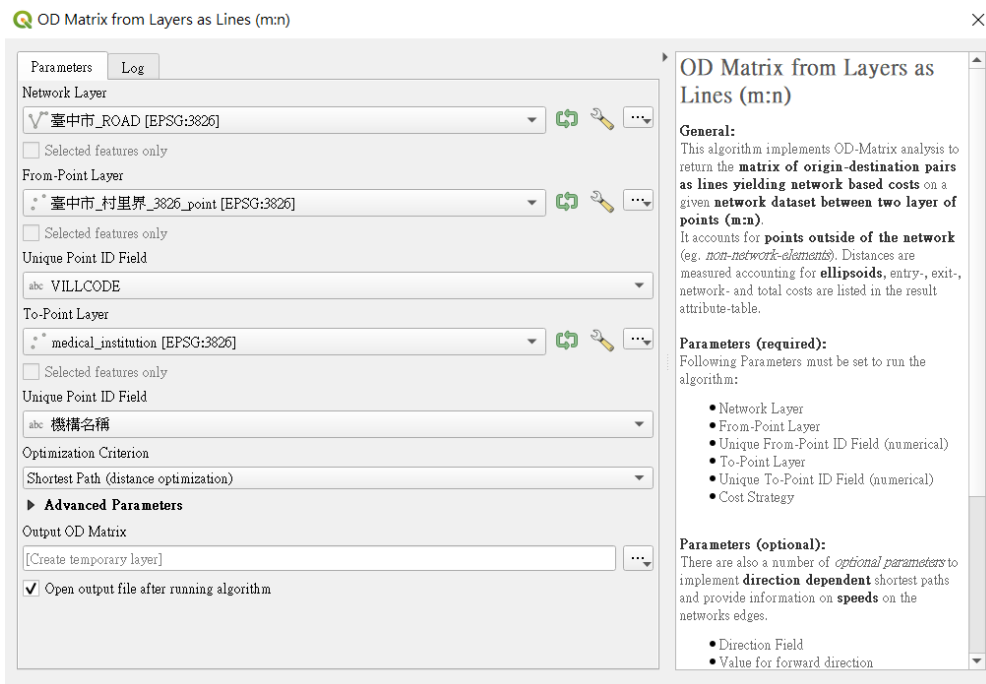 OD Matrix from Layers as Lines (m:n)
Parameters
Log
Network Layer
臺中市_ROAD [EPSG:3826]
Selected features only
From-Point Layer
臺中市_村里界_3826_point [EPSG:3826]
Selected features only
Unique Point ID Field
abc VILLCODE
To-Point Layer
medical_institution [EPSG:3826]
Selected features only
Unique Point ID Field
abc 機構名稱
Optimization Criterion
Shortest Path (distance optimization)
Advanced Parameters
Output OD Matrix
[Create temporary layer]
Open output file after running algorithm
OD Matrix from Layers as
Lines (m:n)
General:
This algorithm implements OD-Matrix analysis to
return the matrix of origin-destination pairs
as lines yielding network based costs on a
given network dataset between two layer of
points (m:n).
It accounts for points outside of the network
(eg. non-network-elements). Distances are
measured accounting for ellipsoids, entry-, exit-,
network- and total costs are listed in the result
attribute-table.
Parameters (required):
Following Parameters must be set to run the
algorithm:
• Network Layer
• From-Point Layer
• Unique From-Point ID Field (numerical)
• To-Point Layer
• Unique To-Point ID Field (numerical)
• Cost Strategy
Parameters (optional):
There are also a number of optional parameters to
implement direction dependent shortest paths
and provide information on speeds on the
networks edges.
• Direction Field
• Value for forward direction